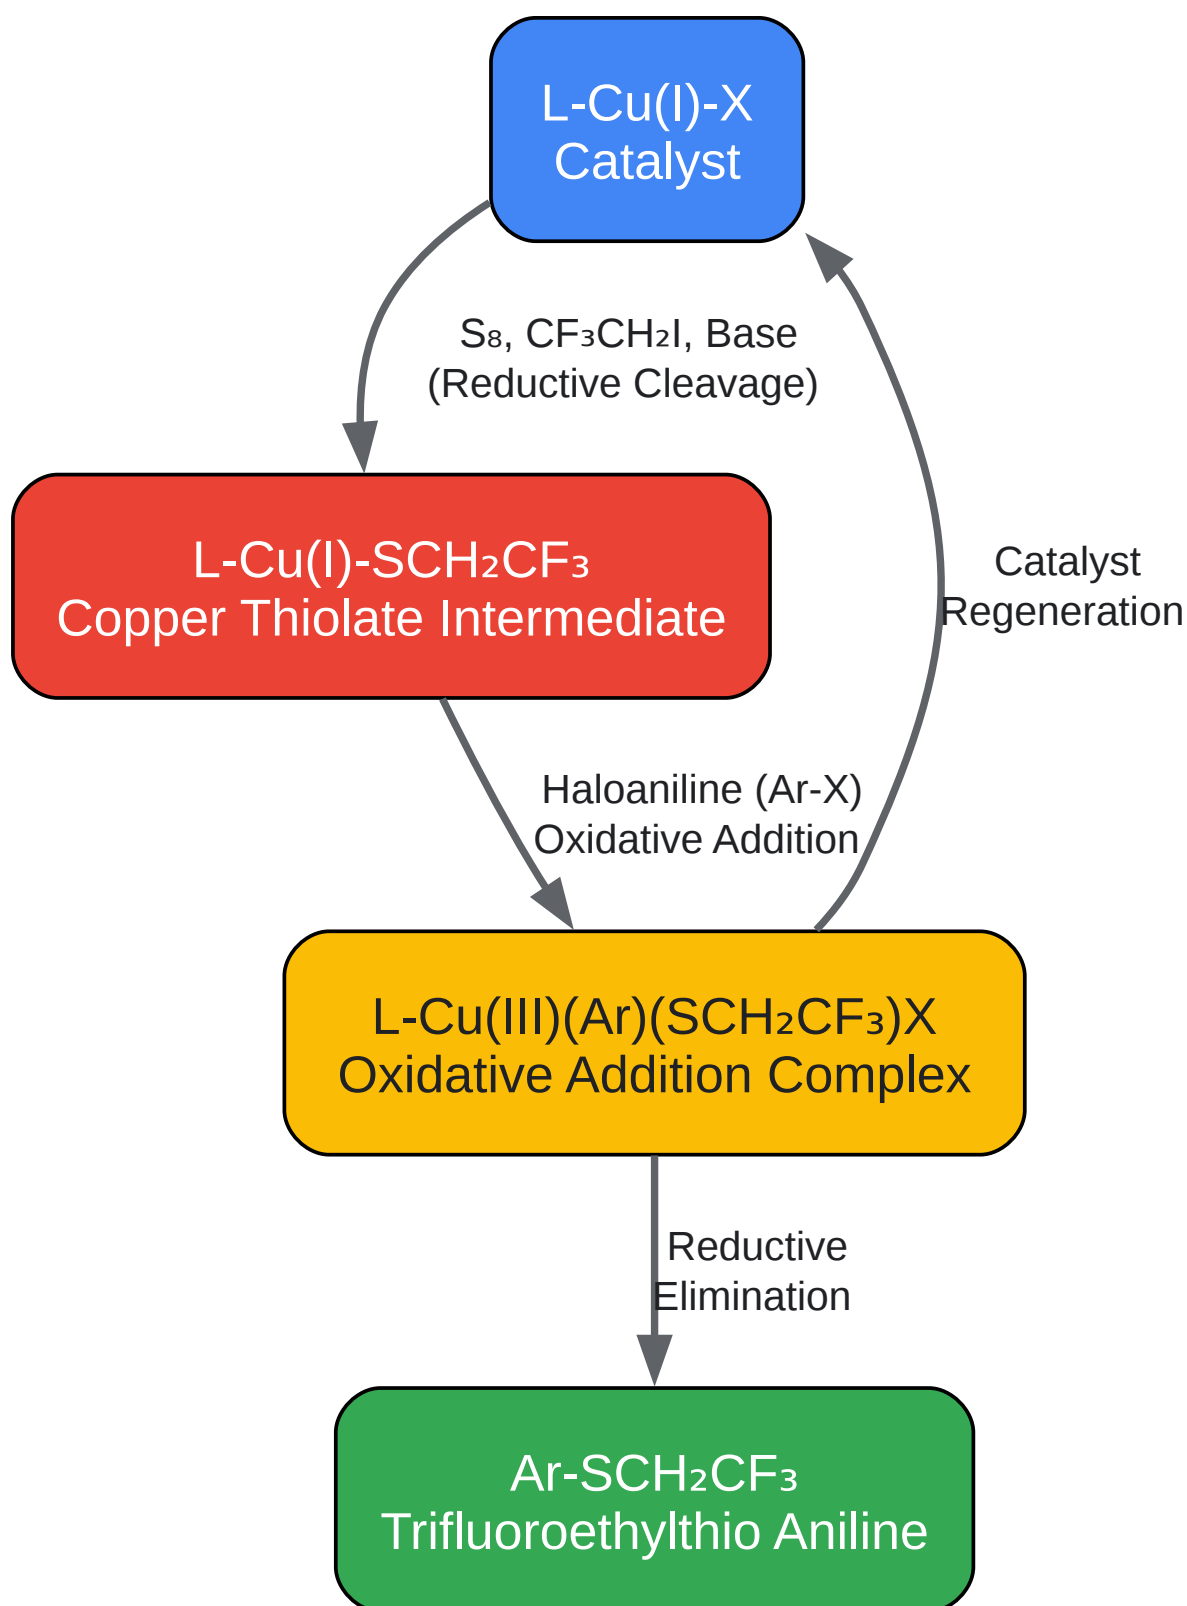 L-Cu(I)-X
Catalyst
S₈, CF₃CH₂I, Base
(Reductive Cleavage)
L-Cu(I)-SCH₂CF₃
Copper Thiolate Intermediate
Catalyst
Regeneration
Haloaniline (Ar-X)
Oxidative Addition
L-Cu(III)(Ar)(SCH₂CF₃)X
Oxidative Addition Complex
Reductive
Elimination
Ar-SCH₂CF₃
Trifluoroethylthio Aniline